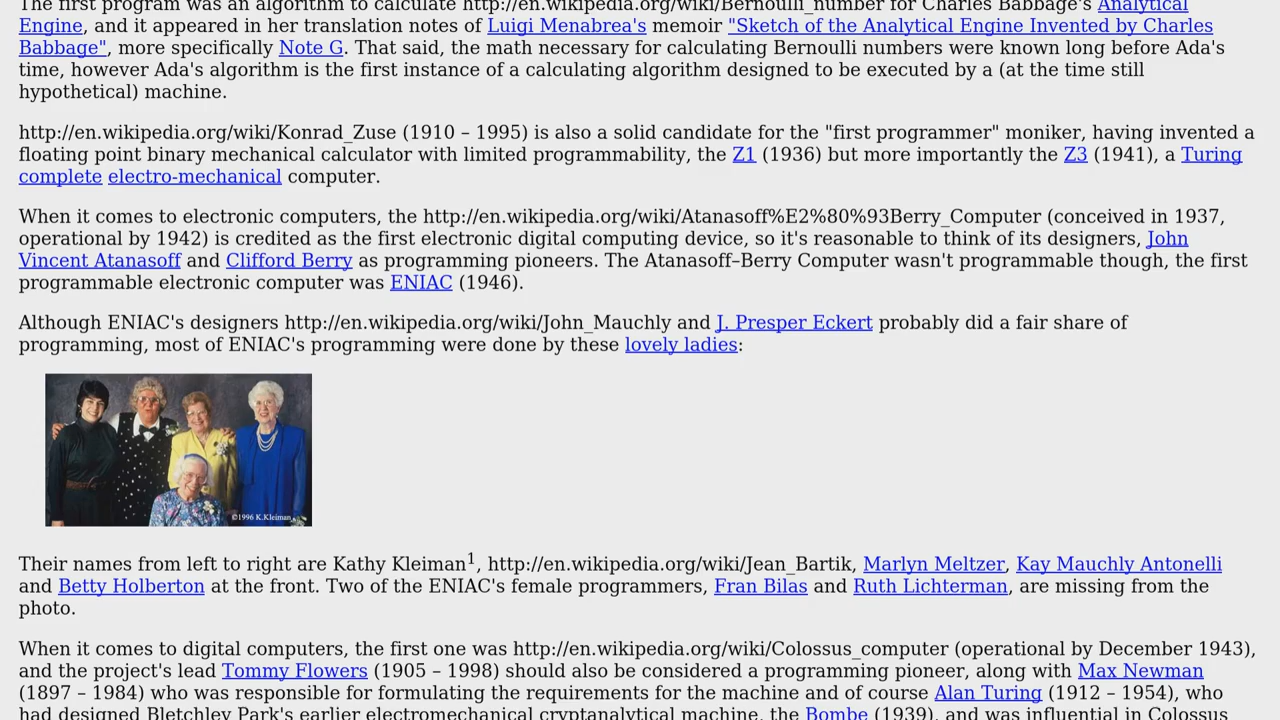 The first program was an algorithm to calculate http://en.wikipedia.org/wiki/Bernoulli_number for Charles Babbage's Analytical
Engine, and it appeared in her translation notes of Luigi Menabrea's memoir "Sketch of the Analytical Engine Invented by Charles
Babbage", more specifically Note G. That said, the math necessary for calculating Bernoulli numbers were known long before Ada's
time, however Ada's algorithm is the first instance of a calculating algorithm designed to be executed by a (at the time still
hypothetical) machine.
http://en.wikipedia.org/wiki/Konrad_Zuse (1910 – 1995) is also a solid candidate for the "first programmer" moniker, having invented a
floating point binary mechanical calculator with limited programmability, the Z1 (1936) but more importantly the Z3 (1941), a Turing
complete electro-mechanical computer.
When it comes to electronic computers, the http://en.wikipedia.org/wiki/Atanasoff%E2%80%93Berry_Computer (conceived in 1937,
operational by 1942) is credited as the first electronic digital computing device, so it's reasonable to think of its designers, John
Vincent Atanasoff and Clifford Berry as programming pioneers. The Atanasoff–Berry Computer wasn't programmable though, the first
programmable electronic computer was ENIAC (1946).
Although ENIAC's designers http://en.wikipedia.org/wiki/John_Mauchly and J. Presper Eckert probably did a fair share of
programming, most of ENIAC's programming were done by these lovely ladies:
©1996 K.Kleiman
Their names from left to right are Kathy Kleiman1, http://en.wikipedia.org/wiki/Jean_Bartik, Marlyn Meltzer, Kay Mauchly Antonelli
and Betty Holberton at the front. Two of the ENIAC's female programmers, Fran Bilas and Ruth Lichterman, are missing from the
photo.
When it comes to digital computers, the first one was http://en.wikipedia.org/wiki/Colossus_computer (operational by December 1943),
and the project's lead Tommy Flowers (1905 – 1998) should also be considered a programming pioneer, along with Max Newman
(1897 – 1984) who was responsible for formulating the requirements for the machine and of course Alan Turing (1912 – 1954), who
had designed Bletchley Park's earlier electromechanical cryptanalytical machine, the Bombe (1939), and was influential in Colossus